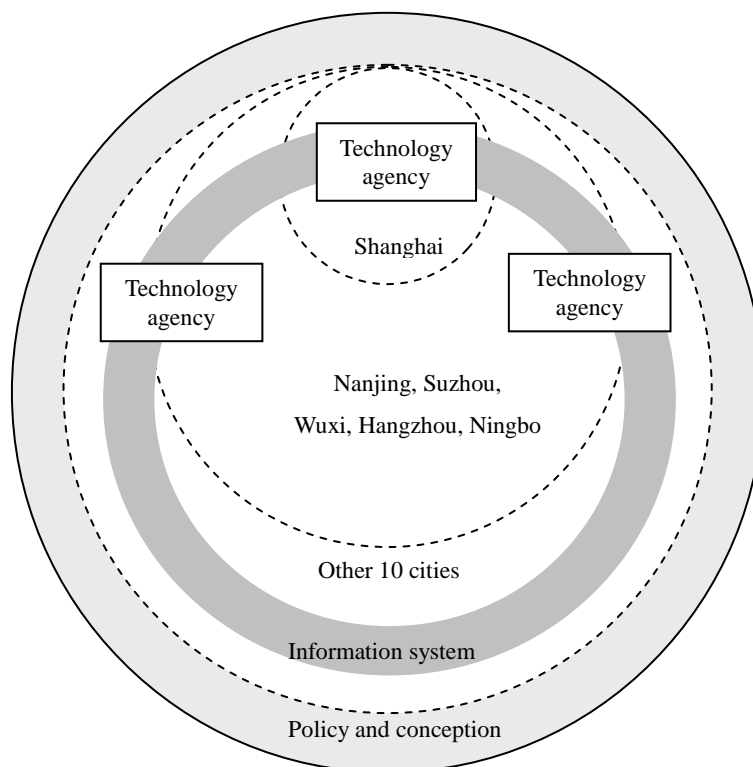 Technology
agency
Shanghai
Technology
agency
Technology
agency
Nanjing, Suzhou,
Wuxi, Hangzhou, Ningbo
Other 10 cities
Information system
Policy and conception